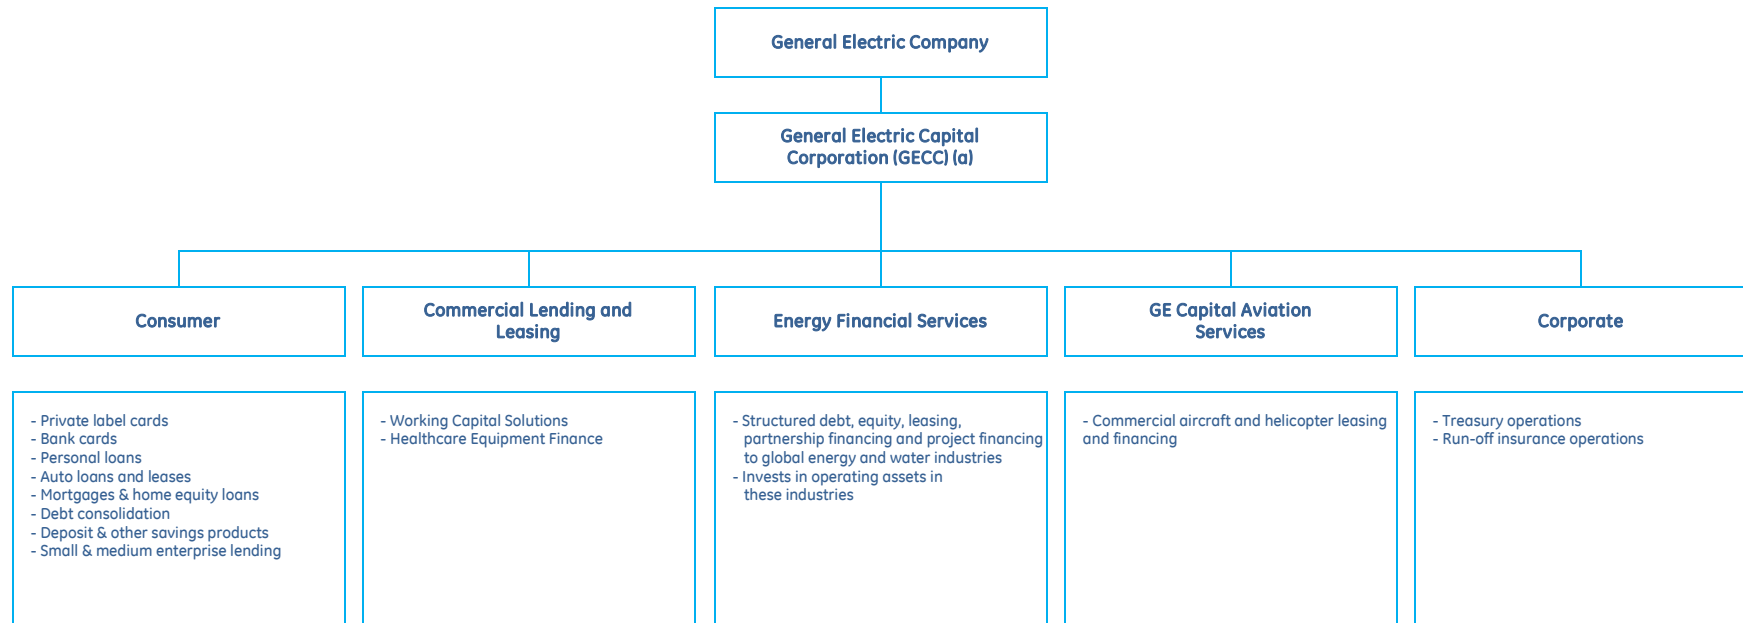 General Electric Company
General Electric Capital
Corporation (GECC) (a)
Consumer
Commercial Lending and
Leasing
Energy Financial Services
GE Capital Aviation
Services
Corporate
- Private label cards
- Bank cards
- Personal loans
- Auto loans and leases
- Mortgages & home equity loans
- Debt consolidation
- Deposit & other savings products
- Small & medium enterprise lending
- Working Capital Solutions
- Healthcare Equipment Finance
- Structured debt, equity, leasing,
partnership financing and project financing
to global energy and water industries
- Invests in operating assets in
these industries
- Commercial aircraft and helicopter leasing
and financing
- Treasury operations
- Run-off insurance operations